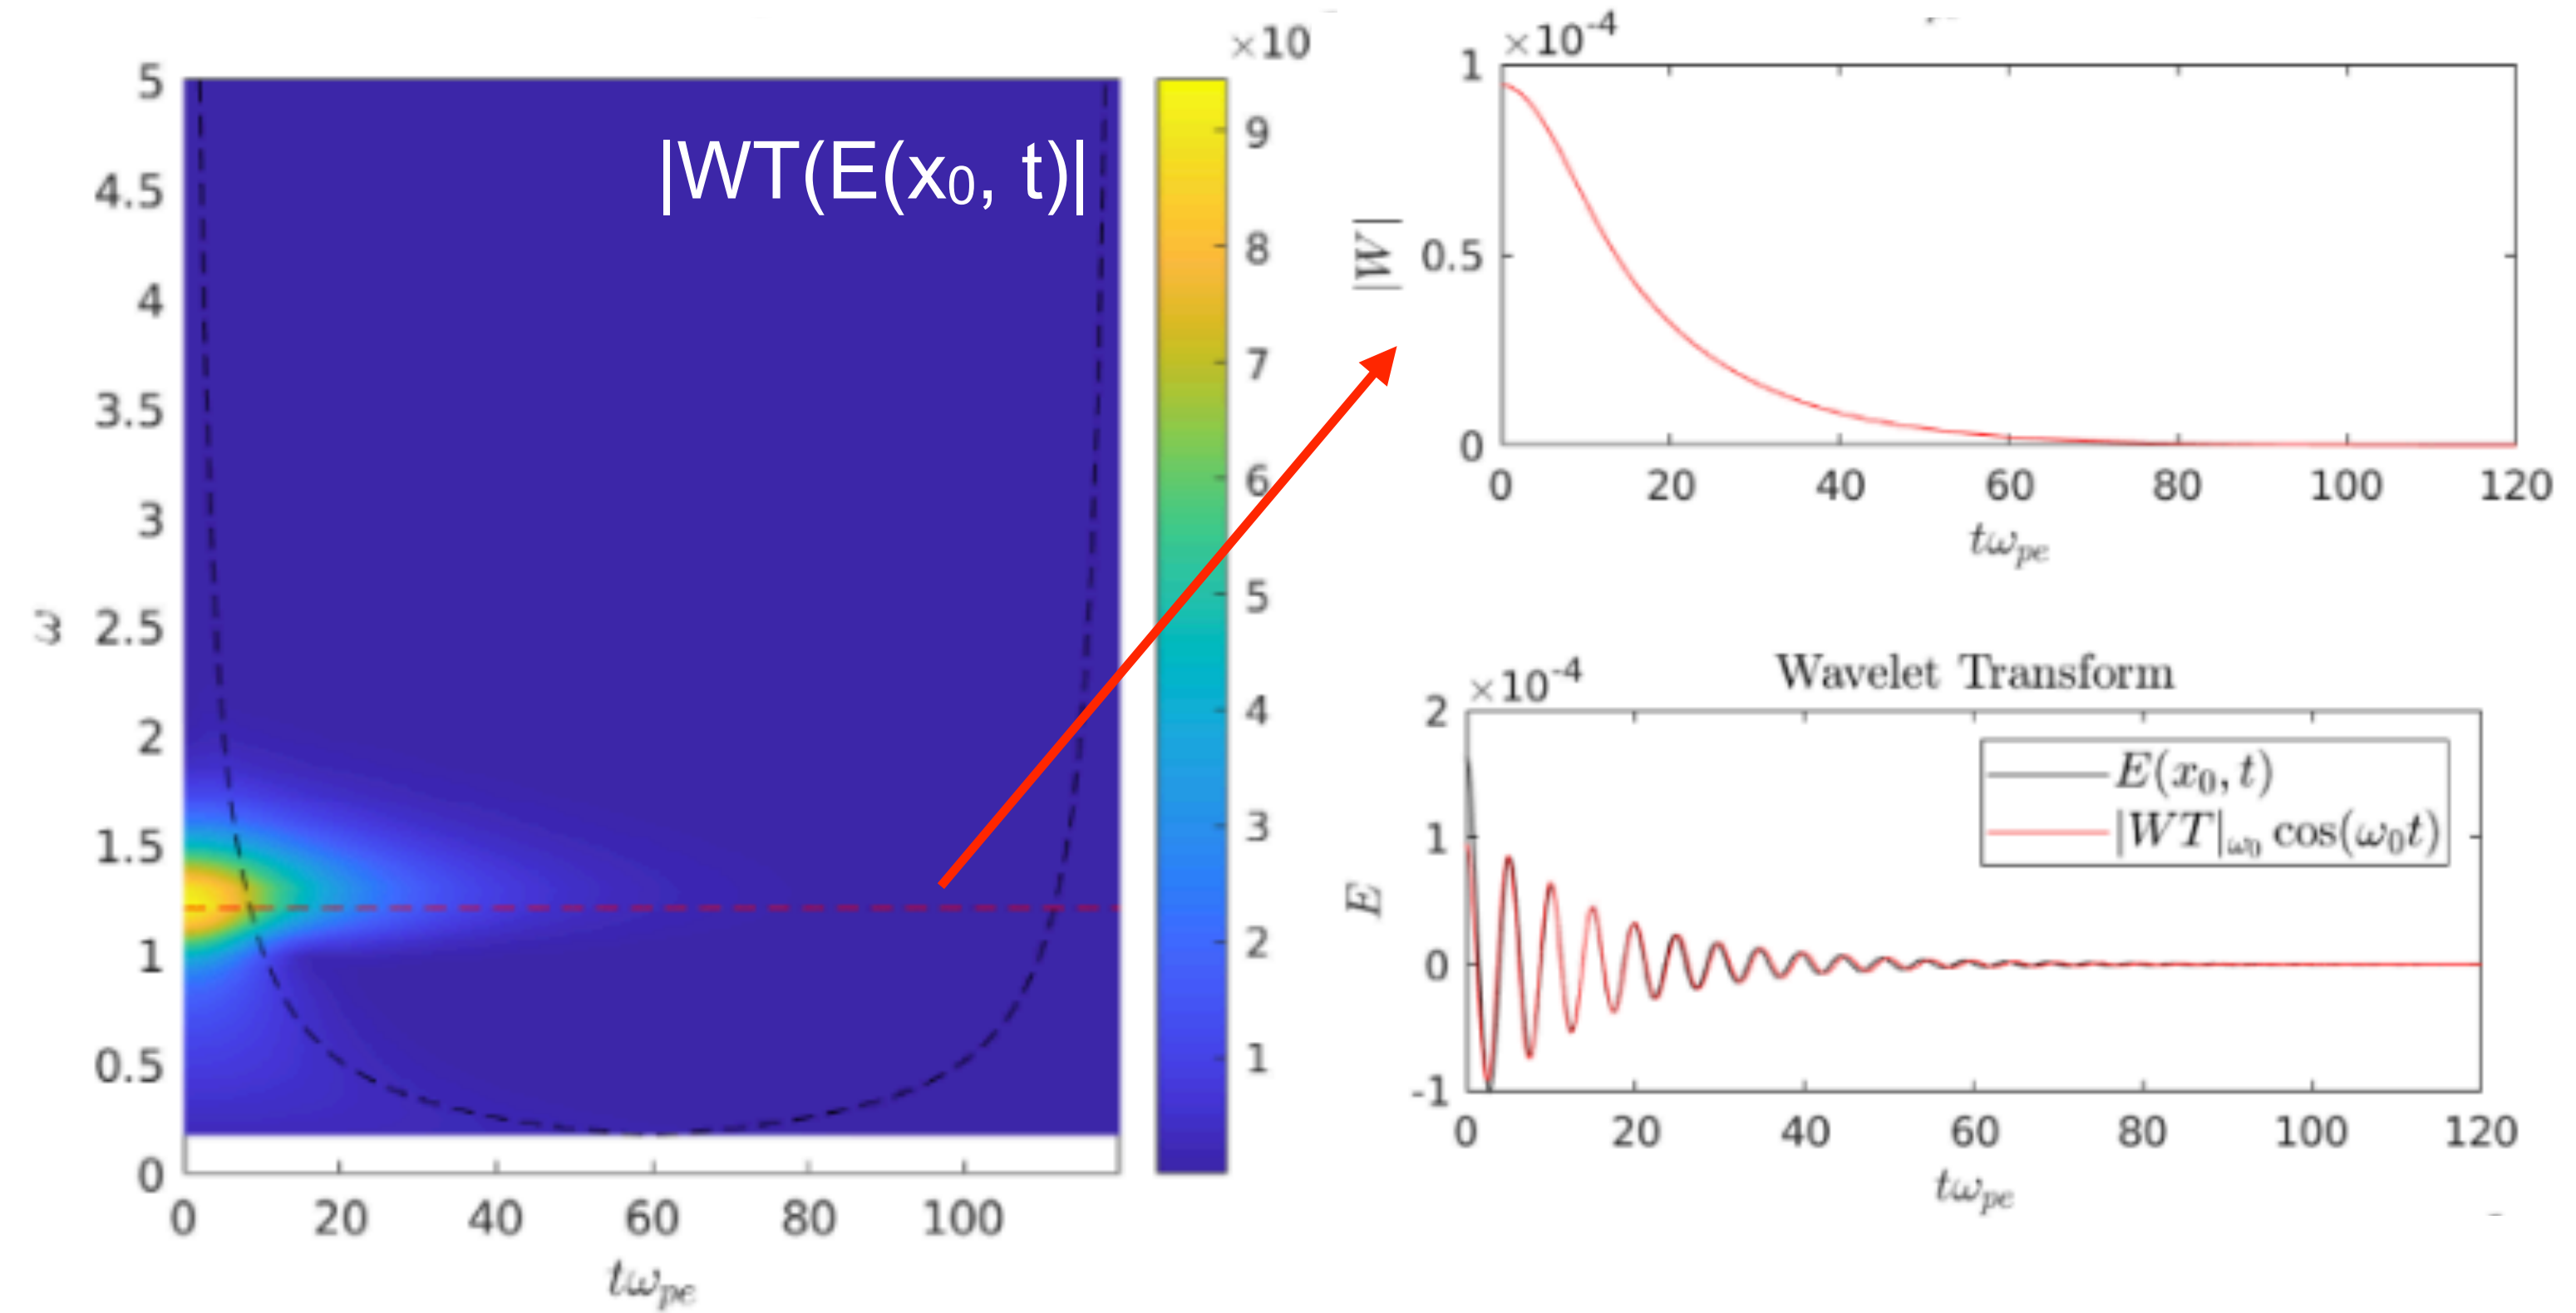 ×10
5
4.5
4
3.5
3
2.5
2
1.5
1
0.5
0
ω
|WT(E(x₀, t)|
0 20 40 60 80 100
tω_pe
9
8
7
6
5
4
3
2
1
×10⁻⁴
1
0.5
0
|W|
0 20 40 60 80 100 120
tω_pe
Wavelet Transform
×10⁻⁴
2
1
0
-1
E
E(x₀, t)
|WT|_ω₀ cos(ω₀t)
0 20 40 60 80 100 120
tω_pe